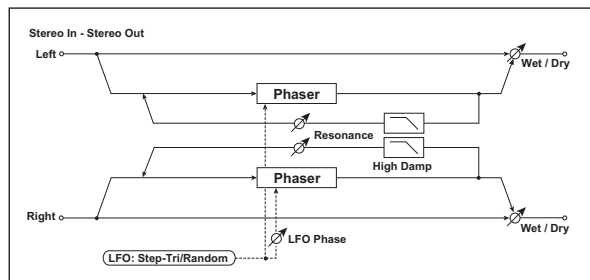 Stereo In - Stereo Out
Left
Wet / Dry
Phaser
Resonance
High Damp
Phaser
Right
Wet / Dry
LFO Phase
LFO: Step-Tri/Random